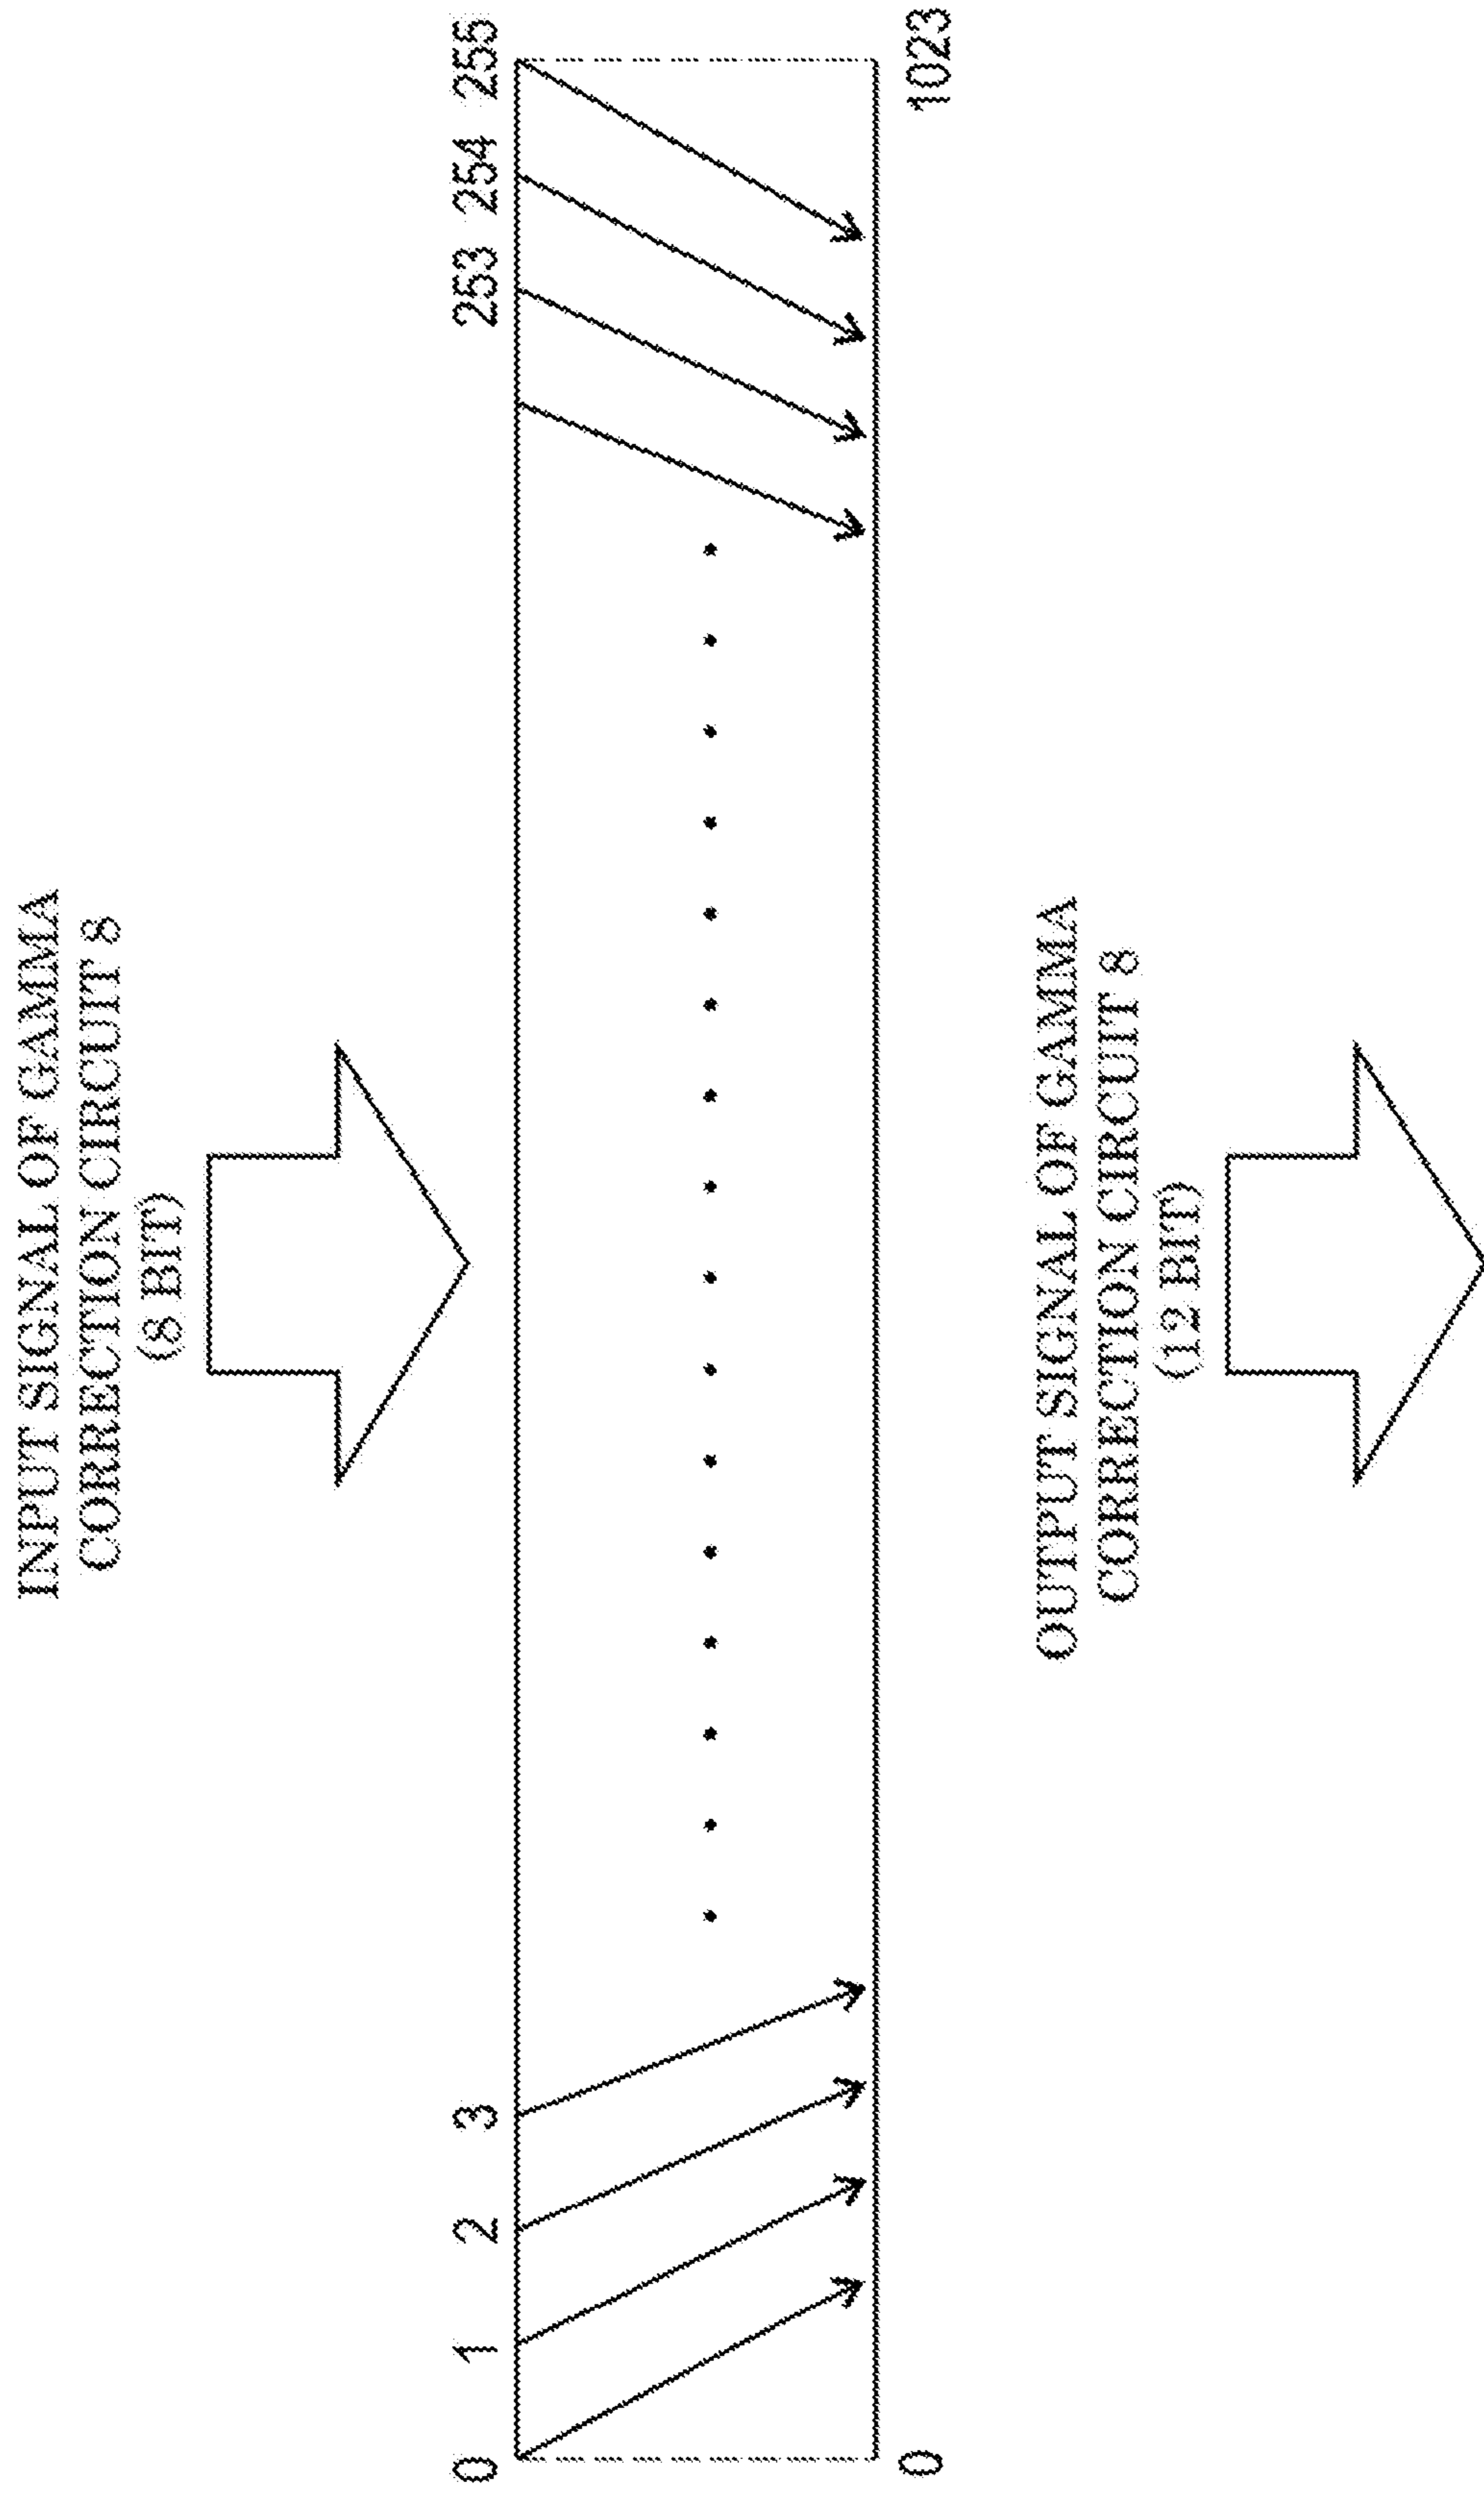 INPUT SIGNAL OF GAMMA
CORRECTION CIRCUIT 8
(8 BIT)
0 1 2 3 253 254 255
0 1023
OUTPUT SIGNAL OF GAMMA
CORRECTION CIRCUIT 8
(12 BIT)